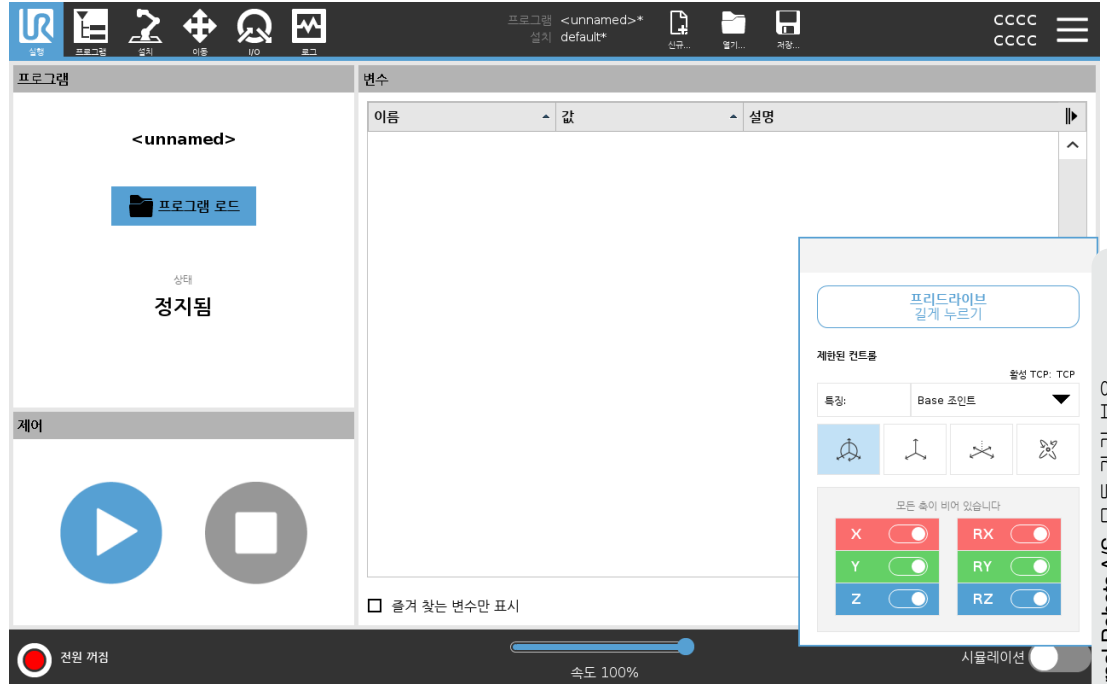 UR
실행
프로그램
설치
이동
I/O
로그
프로그램 <unnamed>*
설치 default*
신규...
열기...
저장...
CCCC
CCCC
프로그램
변수
이름
값
설명
<unnamed>
프로그램 로드
상태
정지됨
프리드라이브
길게 누르기
제한된 컨트롤
활성 TCP: TCP
특징:
Base 조인트
모든 축이 비어 있습니다
X
RX
Y
RY
Z
RZ
제어
즐겨 찾는 변수만 표시
전원 꺼짐
속도 100%
시뮬레이션